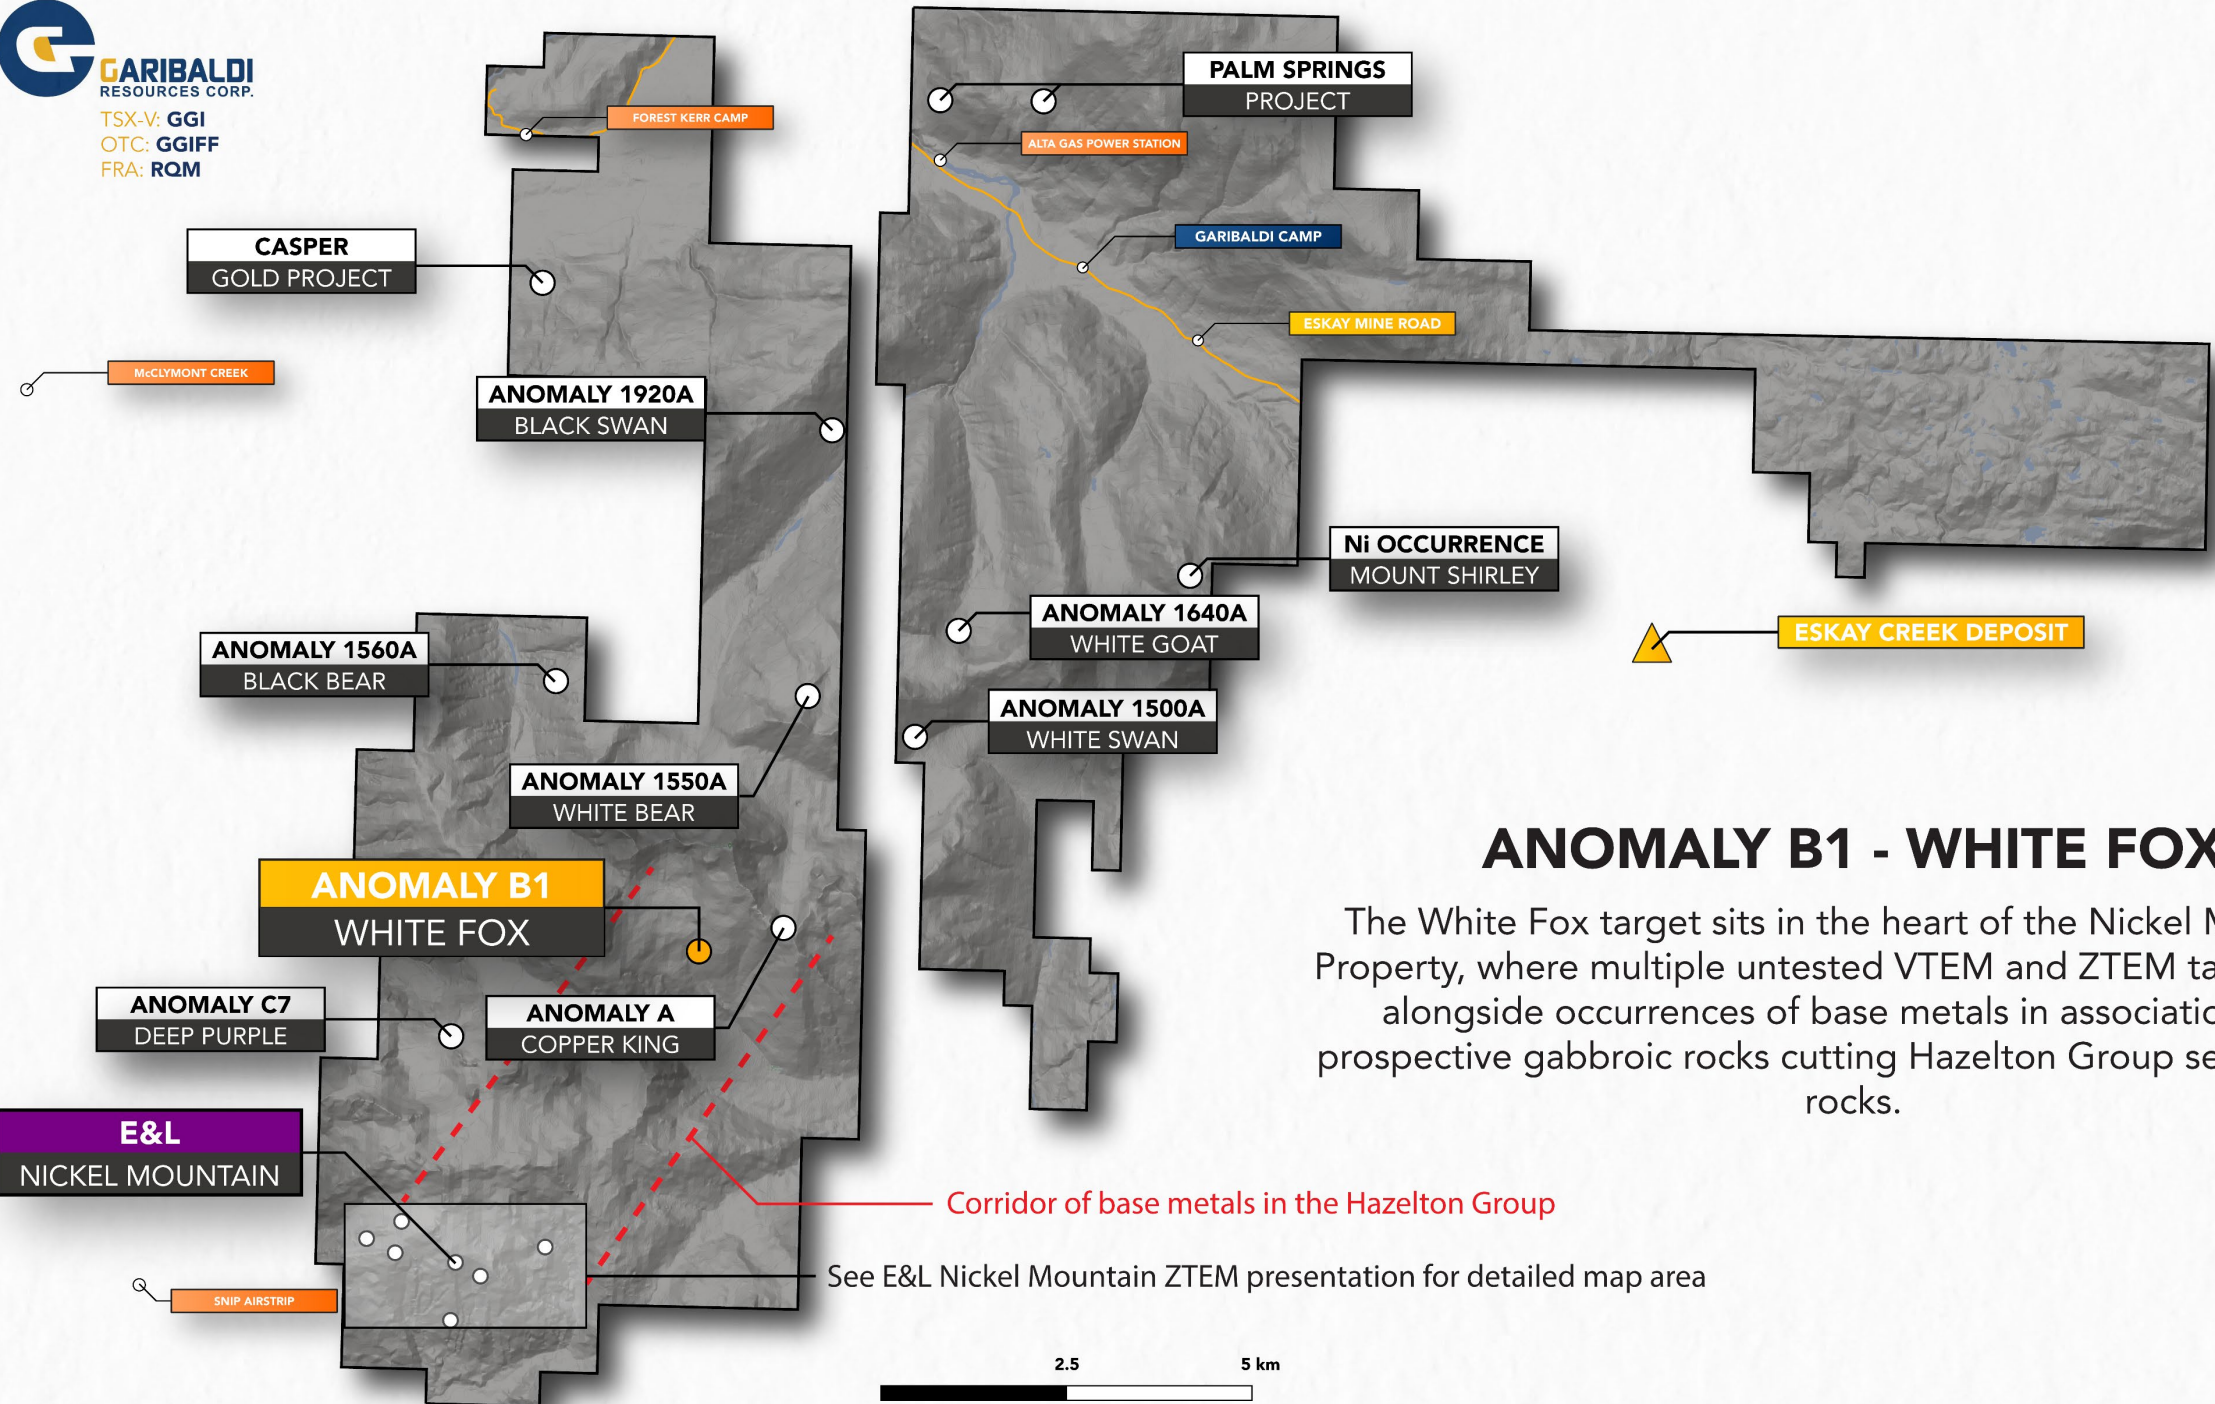 GARIBALDI
RESOURCES CORP.
TSX-V: GGI
OTC: GGIFF
FRA: RQM
PALM SPRINGS
PROJECT
FOREST KERR CAMP
ALTA GAS POWER STATION
CASPER
GOLD PROJECT
GARIBALDI CAMP
ESKAY MINE ROAD
McCLYMONT CREEK
ANOMALY 1920A
BLACK SWAN
Ni OCCURRENCE
MOUNT SHIRLEY
ANOMALY 1640A
WHITE GOAT
ESKAY CREEK DEPOSIT
ANOMALY 1560A
BLACK BEAR
ANOMALY 1500A
WHITE SWAN
ANOMALY 1550A
WHITE BEAR
ANOMALY B1
WHITE FOX
ANOMALY B1 - WHITE FOX
The White Fox target sits in the heart of the Nickel
Property, where multiple untested VTEM and ZTEM
alongside occurrences of base metals in
prospective gabbroic rocks cutting Hazelton Group
rocks.
ANOMALY C7
DEEP PURPLE
ANOMALY A
COPPER KING
E&L
NICKEL MOUNTAIN
Corridor of base metals in the Hazelton Group
See E&L Nickel Mountain ZTEM presentation for detailed map area
SNIP AIRSTRIP
2.5 5 km